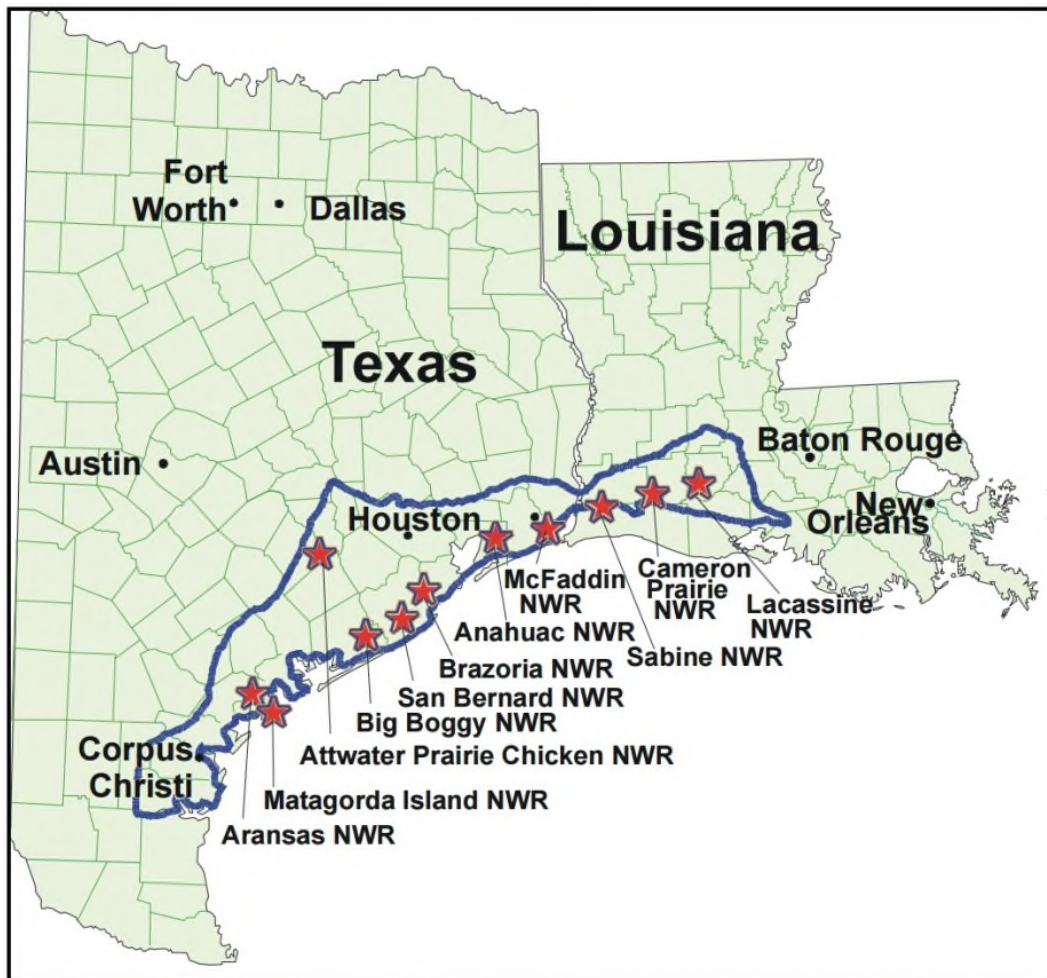 Fort
Worth
Dallas
Louisiana
Texas
Austin
Baton Rouge
New
Orleans
Houston
McFaddin
NWR
Cameron
Prairie
NWR
Lacassine
NWR
Anahuac NWR
Sabine NWR
Brazoria NWR
San Bernard NWR
Big Boggy NWR
Attwater Prairie Chicken NWR
Corpus
Christi
Matagorda Island NWR
Aransas NWR